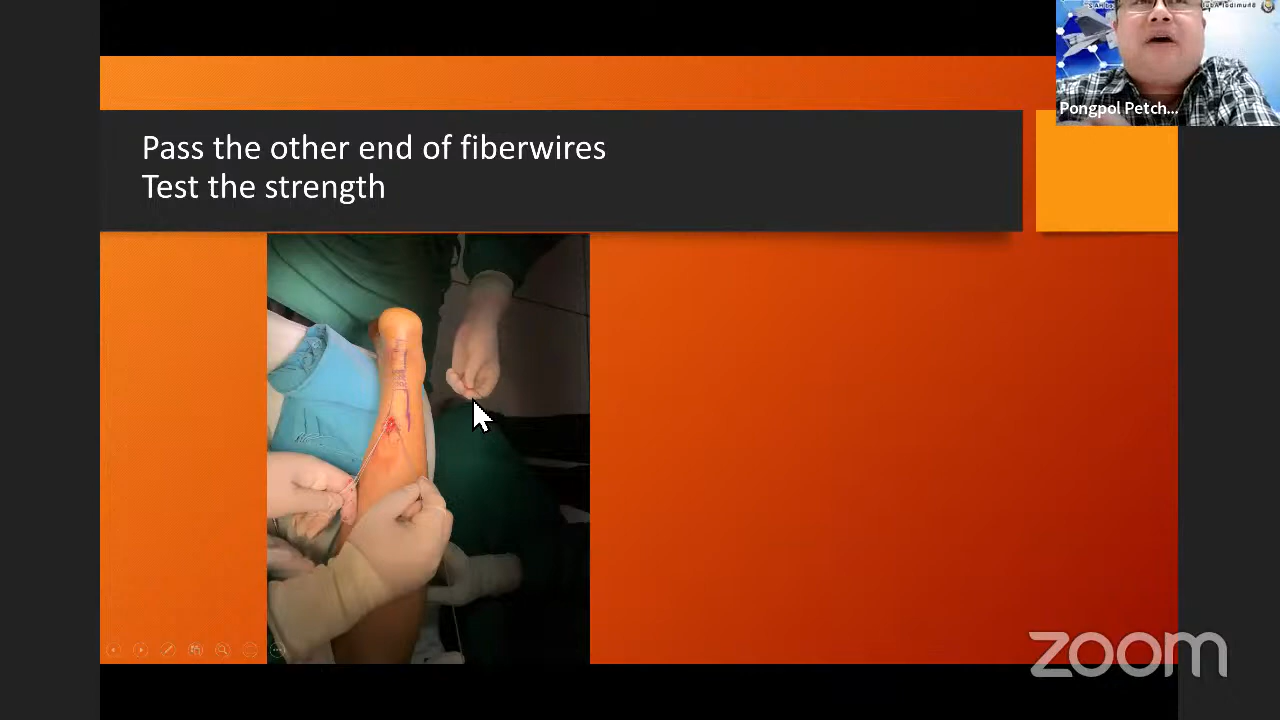 Pass the other end of fiberwires
Test the strength
Pongpol Petch...
zoom